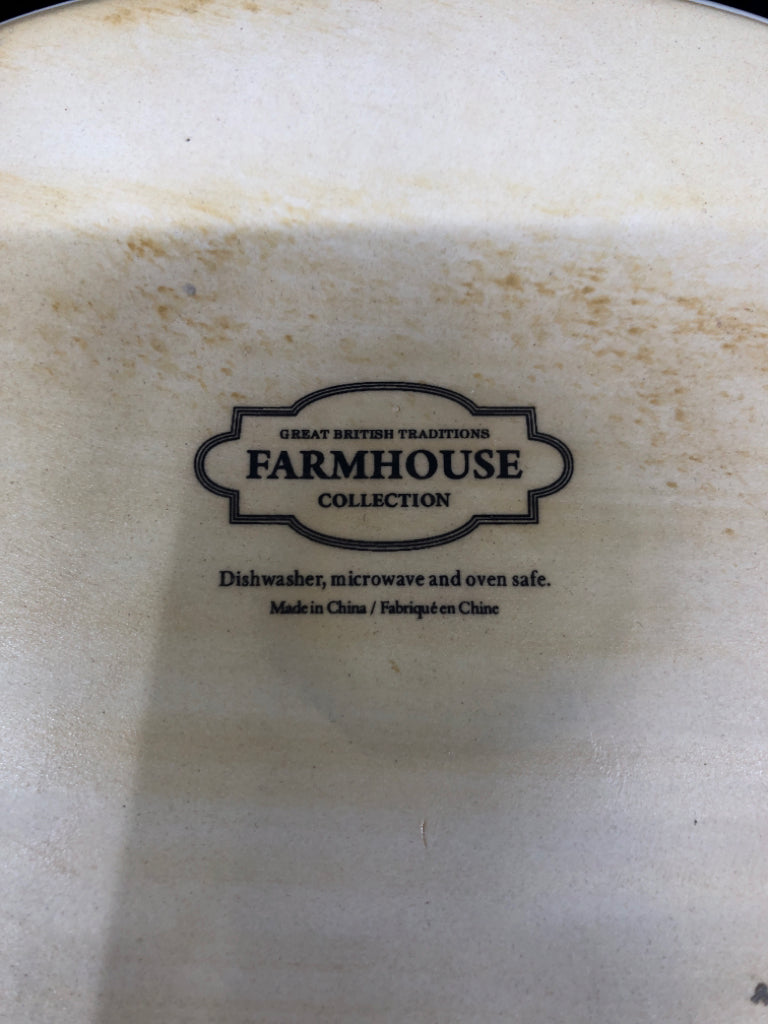 GREAT BRITISH TRADITIONS
FARMHOUSE
COLLECTION
Dishwasher, microwave and oven safe.
Made in China / Fabriqué en Chine